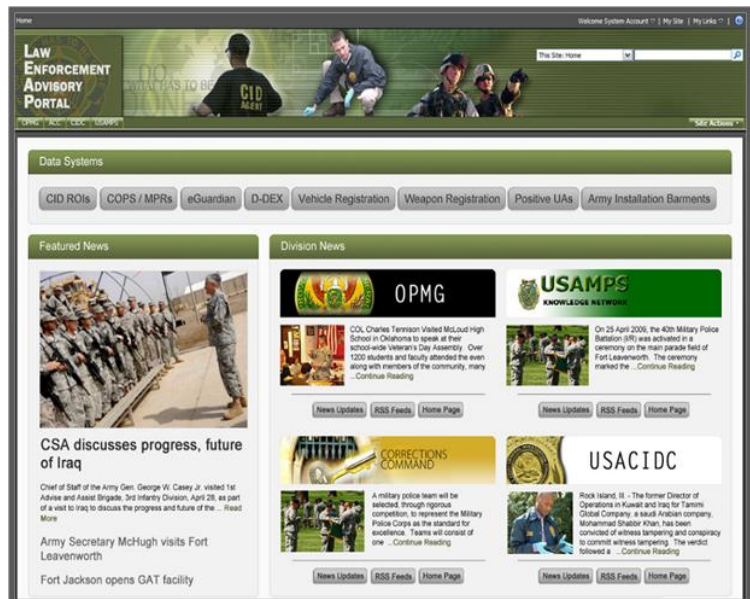 Home
Welcome System Account | My Site | My Links
LAW
ENFORCEMENT
ADVISORY
PORTAL
DO
WHAT HAS TO BE
DONE
CID
AGENT
This Site: Home
OPMG ACC CIDC USAMPS
Site Actions
Data Systems
CID ROIs
COPS / MPRs
eGuardian
D-DEX
Vehicle Registration
Weapon Registration
Positive UAs
Army Installation Barments
Featured News
CSA discusses progress, future
of Iraq
Chief of Staff of the Army Gen. George W. Casey Jr. visited 1st
Advise and Assist Brigade, 3rd Infantry Division, April 28, as part
of a visit to Iraq to discuss the progress and future of the ... Read
More
Army Secretary McHugh visits Fort
Leavenworth
Fort Jackson opens GAT facility
Division News
OPMG
COL Charles Tennison Visited McLoud High
School in Oklahoma to speak at their
school-wide Veteran's Day Assembly. Over
1200 students and faculty attended the even
along with members of the community, many
...Continue Reading
News Updates
RSS Feeds
Home Page
USAMPS
KNOWLEDGE NETWORK
On 25 April 2009, the 40th Military Police
Battalion (I/R) was activated in a
ceremony on the main parade field of
Fort Leavenworth. The ceremony
marked the ...Continue Reading
News Updates
RSS Feeds
Home Page
CORRECTIONS
COMMAND
A military police team will be
selected, through rigorous
competition, to represent the Military
Police Corps as the standard for
excellence. Teams will consist of
one ...Continue Reading
News Updates
RSS Feeds
Home Page
USACIDC
Rock Island, Ill. - The former Director of
Operations in Kuwait and Iraq for Tamimi
Global Company, a saudi Arabian company,
Mohammad Shabbir Khan, has been
convicted of witness tampering and conspiracy
to commit witness tampering. The verdict
followed a ...Continue Reading
News Updates
RSS Feeds
Home Page